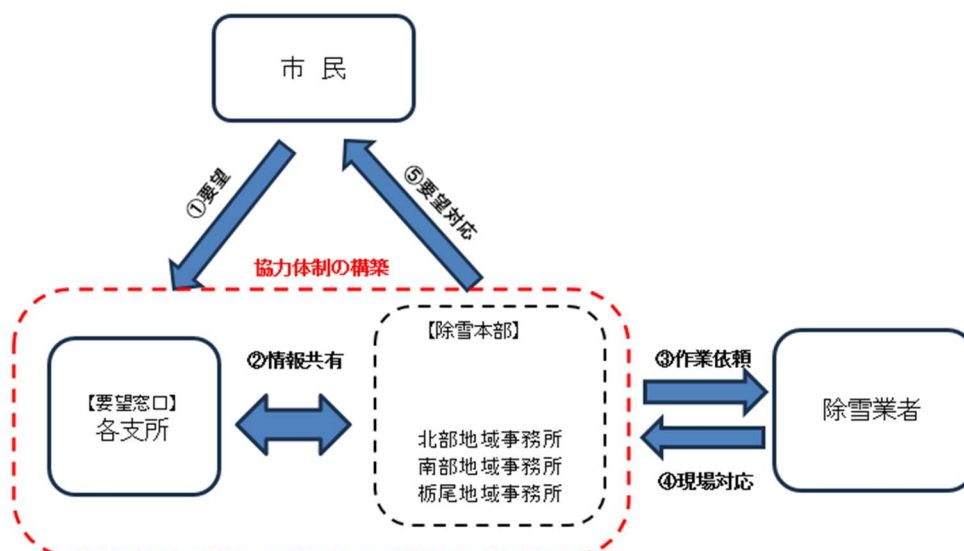 市 民
①要望
⑤要望対応
協力体制の構築
【除雪本部】
②情報共有
③作業依頼
【要望窓口】
各支所
除雪業者
北部地域事務所
南部地域事務所
栃尾地域事務所
④現場対応